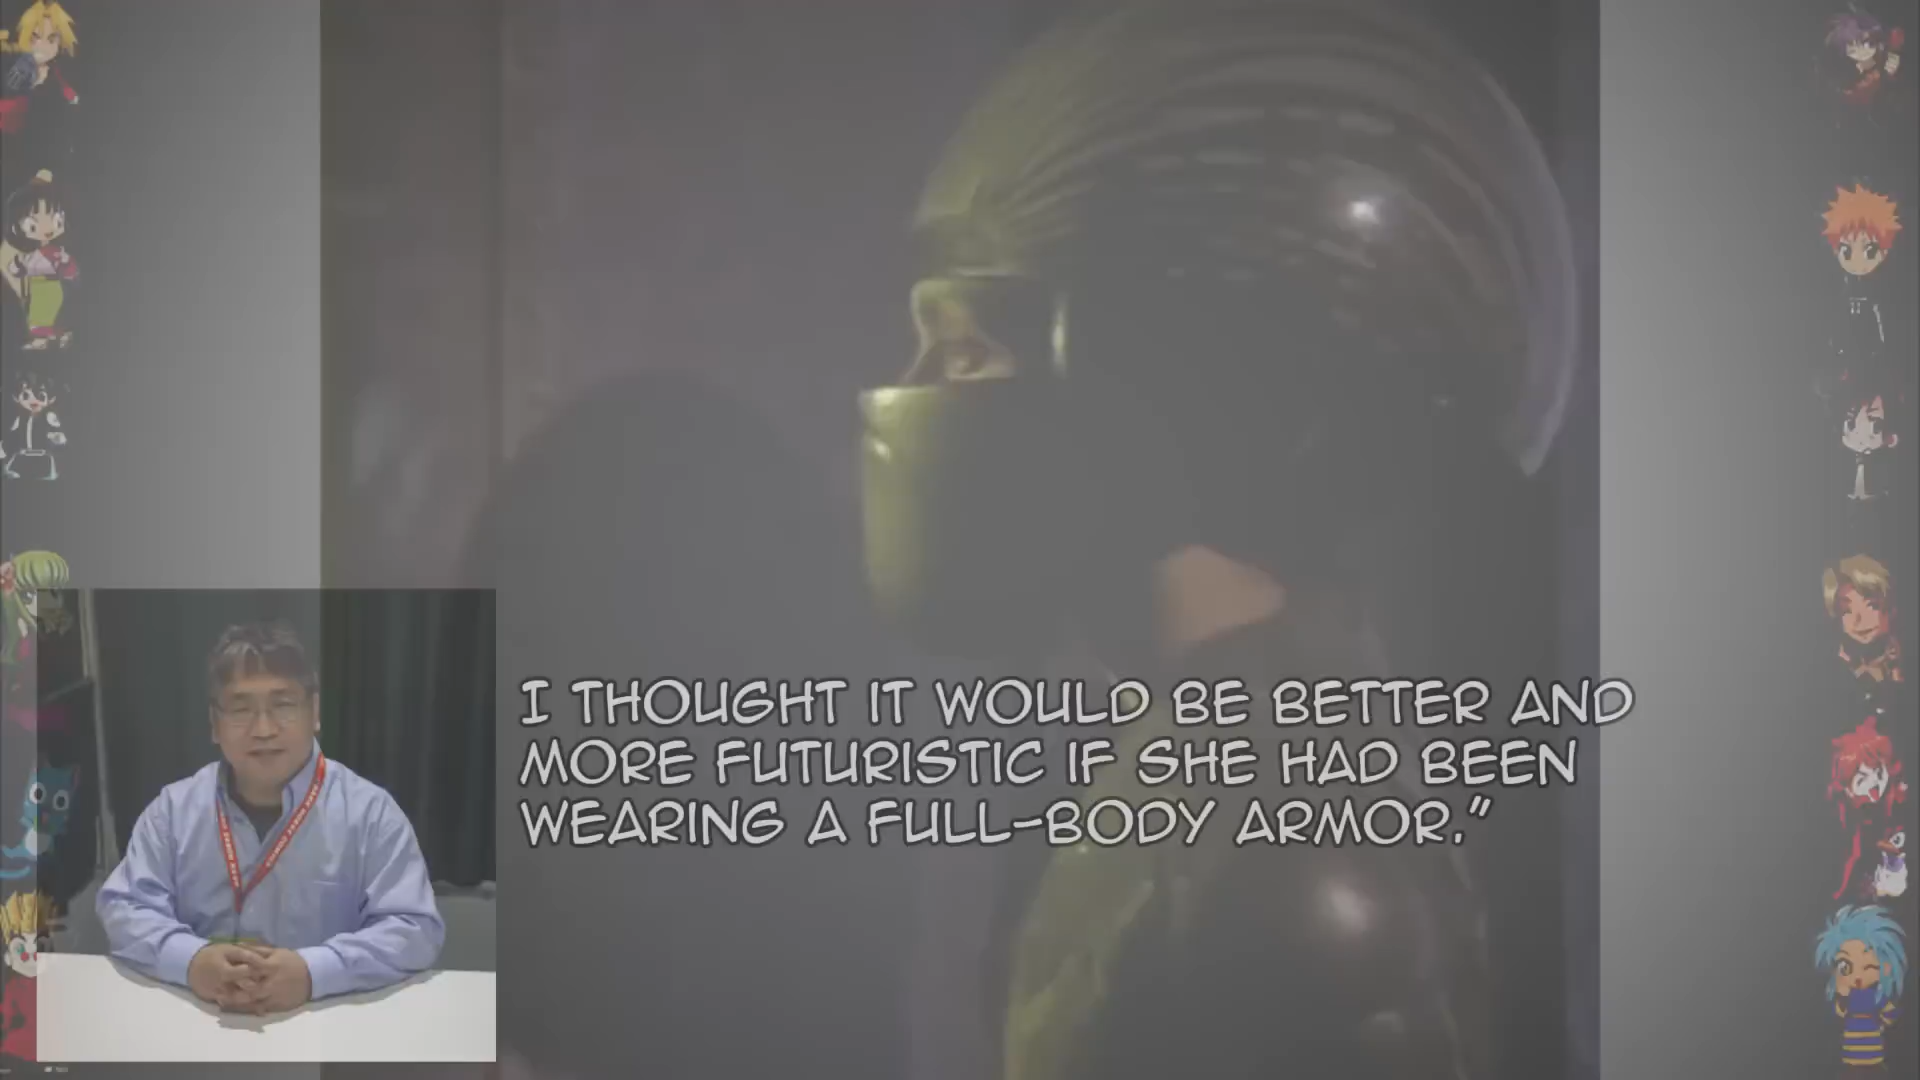 I THOUGHT IT WOULD BE BETTER AND
MORE FUTURISTIC IF SHE HAD BEEN
WEARING A FULL-BODY ARMOR."